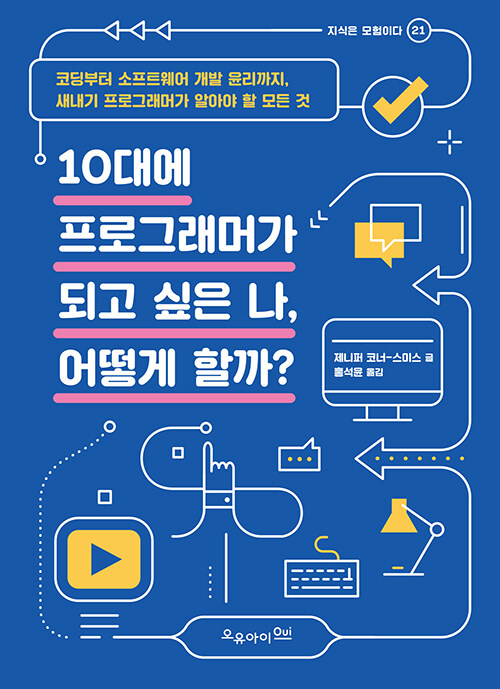 지식은 모험이다 21
코딩부터 소프트웨어 개발 윤리까지,
새내기 프로그래머가 알아야 할 모든 것
10대에
프로그래머가
되고 싶은 나,
어떻게 할까?
제니퍼 코너-스미스 글
홍석윤 옮김
오유아이 Oui